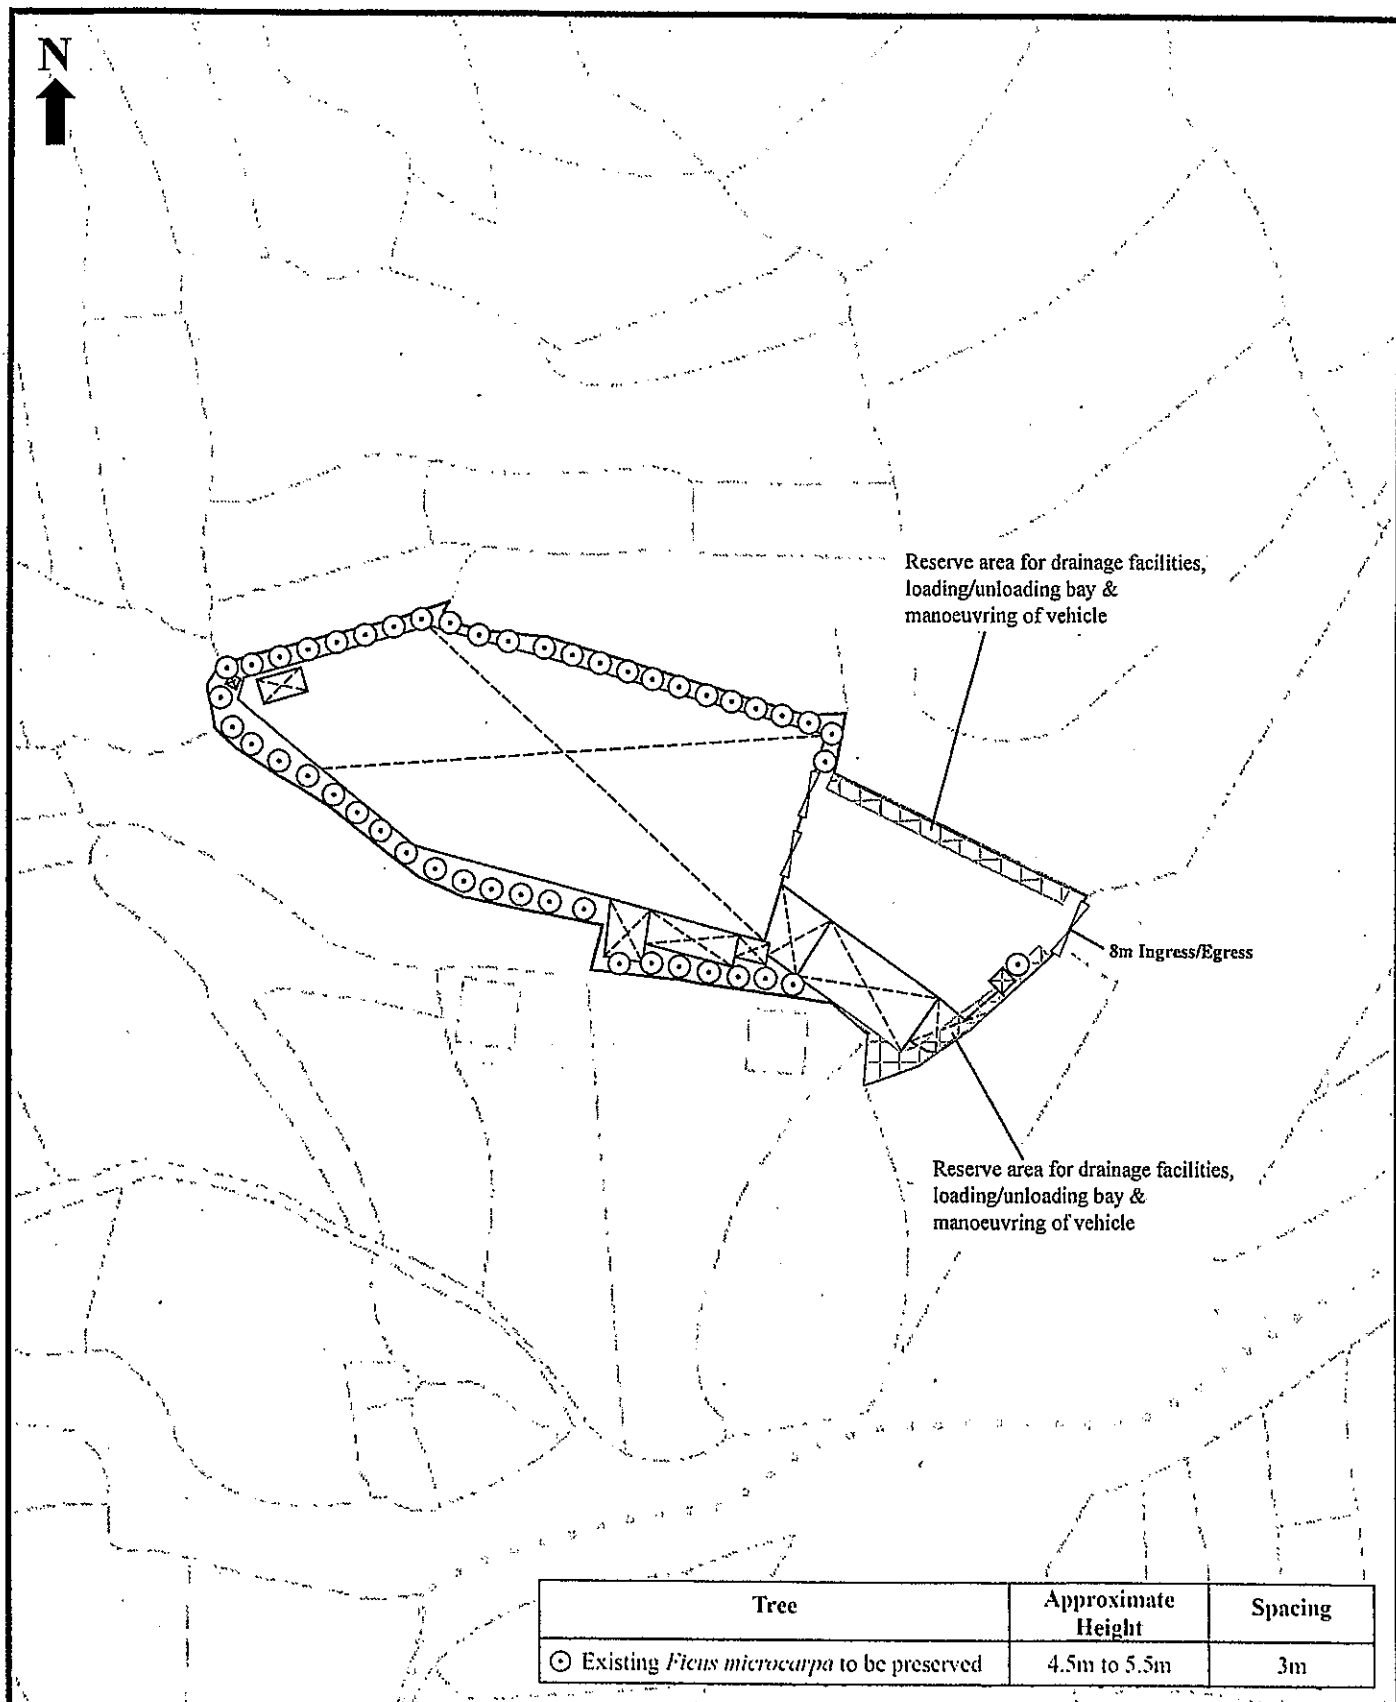 N
Reserve area for drainage facilities,
loading/unloading bay &
manoeuvring of vehicle
8m Ingress/Egress
Reserve area for drainage facilities,
loading/unloading bay &
manoeuvring of vehicle
Tree Approximate Height Spacing
Existing Ficus microcarpa to be preserved 4.5m to 5.5m 3m